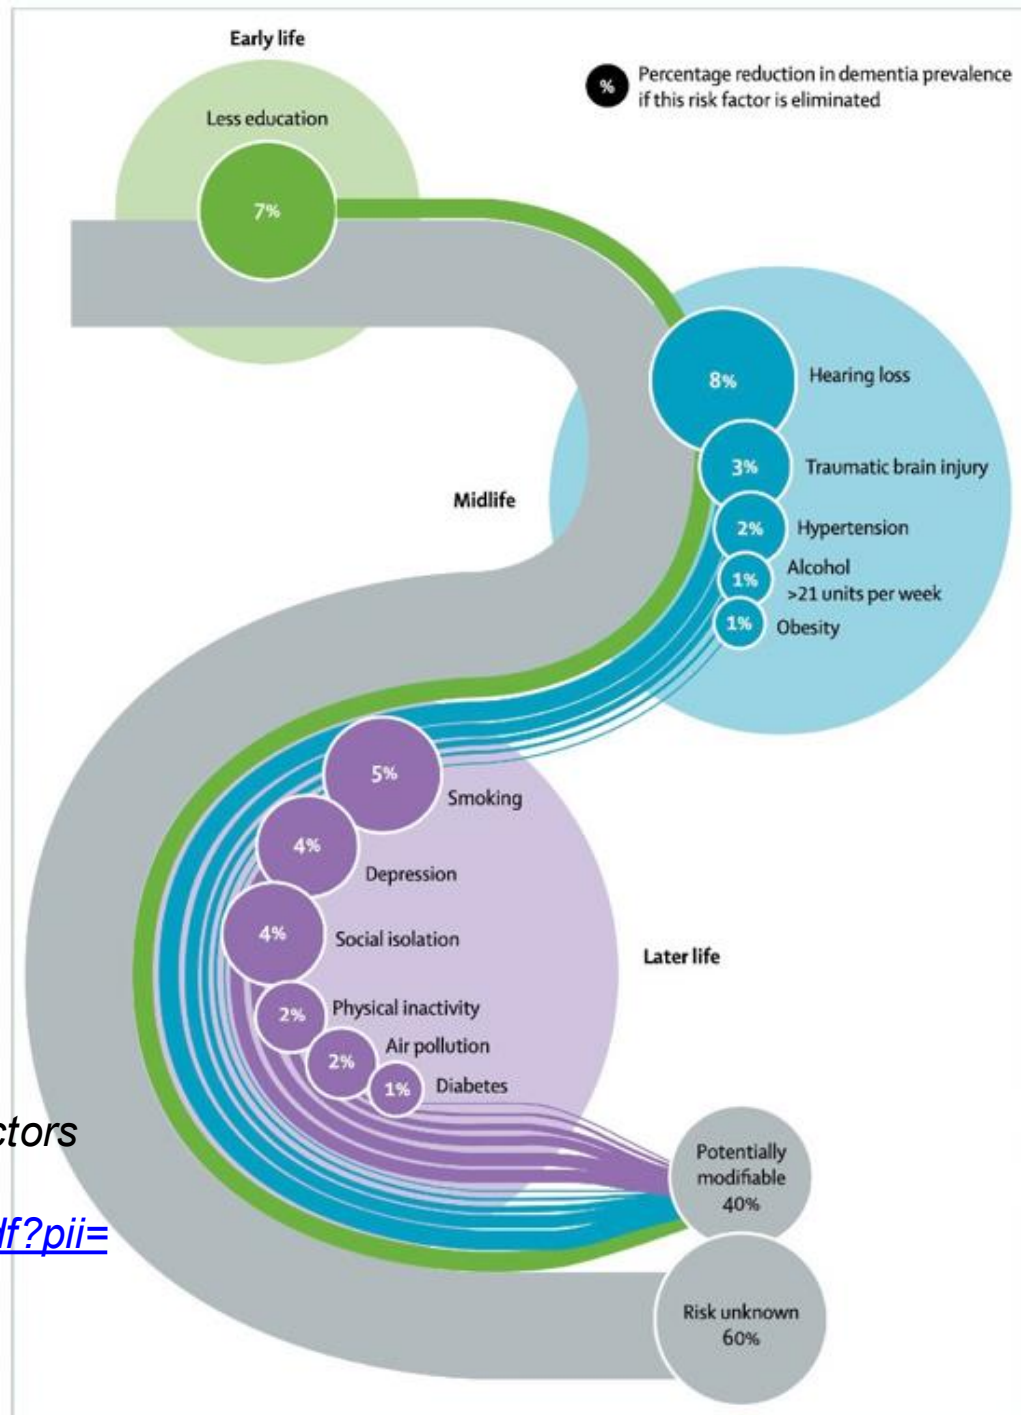 Early life
%
Percentage reduction in dementia prevalence
if this risk factor is eliminated
Less education
7%
8%
Hearing loss
3%
Traumatic brain injury
Midlife
2%
Hypertension
1%
Alcohol
>21 units per week
1%
Obesity
5%
Smoking
4%
Depression
4%
Social isolation
Later life
2%
Physical inactivity
2%
Air pollution
1%
Diabetes
ctors
Potentially
modifiable
40%
df?pii=
Risk unknown
60%